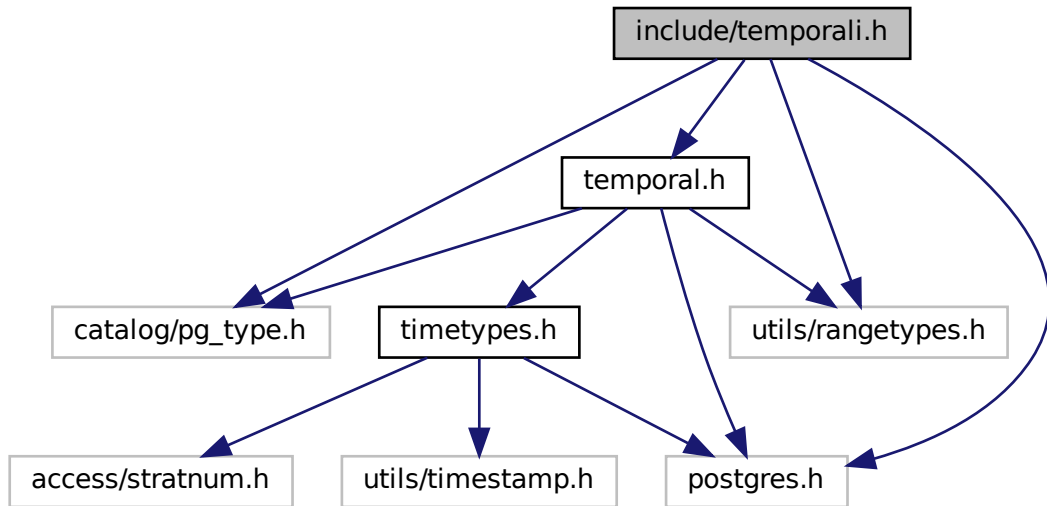 include/temporali.h
temporal.h
catalog/pg_type.h
timetypes.h
utils/rangetypes.h
access/stratnum.h
utils/timestamp.h
postgres.h